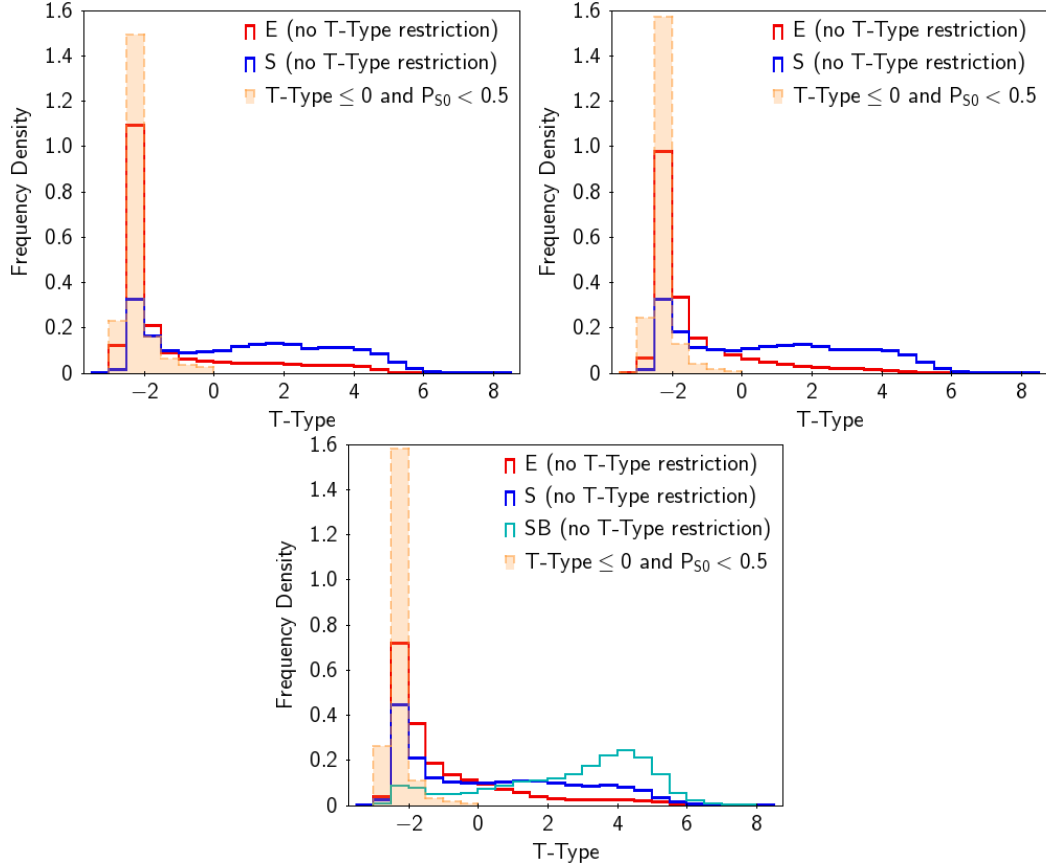 1.6
1.4
1.2
1.0
0.8
0.6
0.4
0.2
0
Frequency Density
E (no T-Type restriction)
S (no T-Type restriction)
T-Type ≤ 0 and P_S0 < 0.5
−2 0 2 4 6 8
T-Type
1.6
1.4
1.2
1.0
0.8
0.6
0.4
0.2
0
Frequency Density
E (no T-Type restriction)
S (no T-Type restriction)
T-Type ≤ 0 and P_S0 < 0.5
−2 0 2 4 6 8
T-Type
1.6
1.4
1.2
1.0
0.8
0.6
0.4
0.2
0
Frequency Density
E (no T-Type restriction)
S (no T-Type restriction)
SB (no T-Type restriction)
T-Type ≤ 0 and P_S0 < 0.5
−2 0 2 4 6 8
T-Type